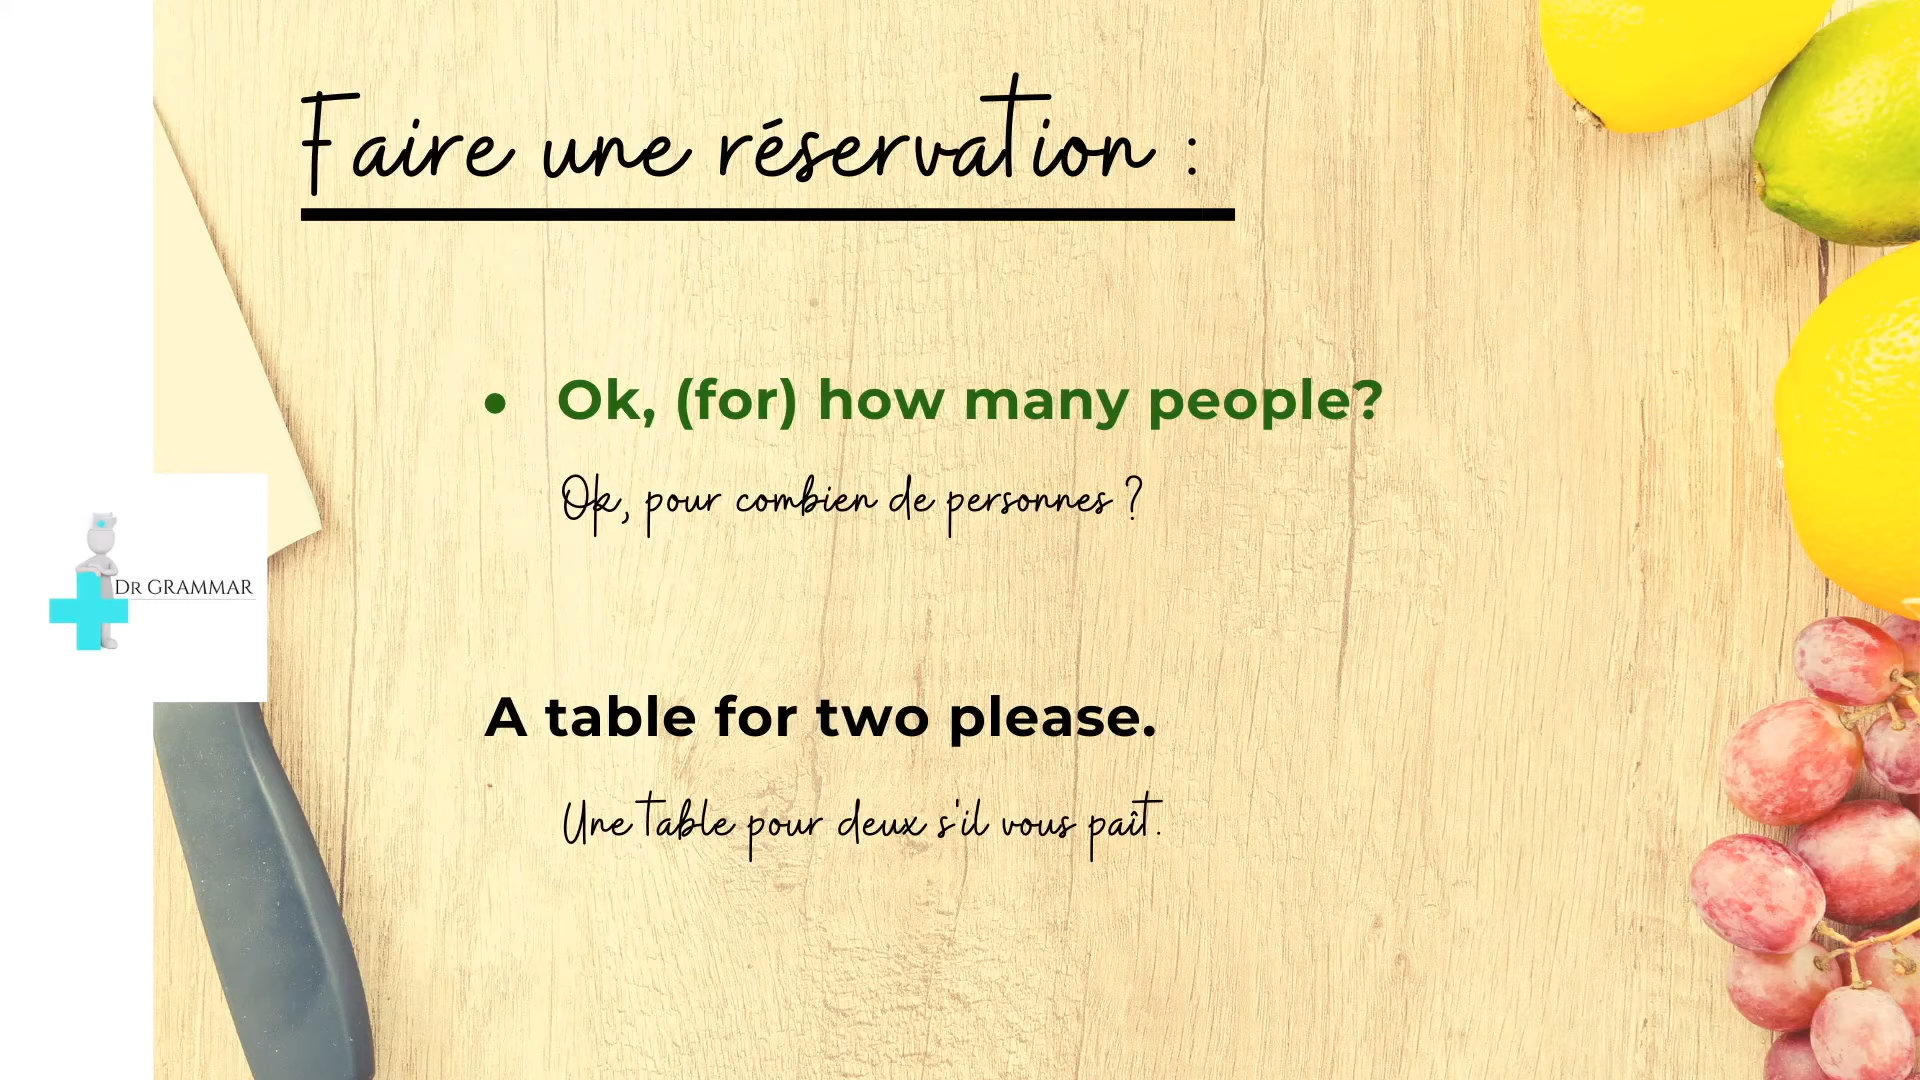 Faire une réservation :
• Ok, (for) how many people?
Ok, pour combien de personnes ?
DR GRAMMAR
A table for two please.
Une table pour deux s'il vous paît.